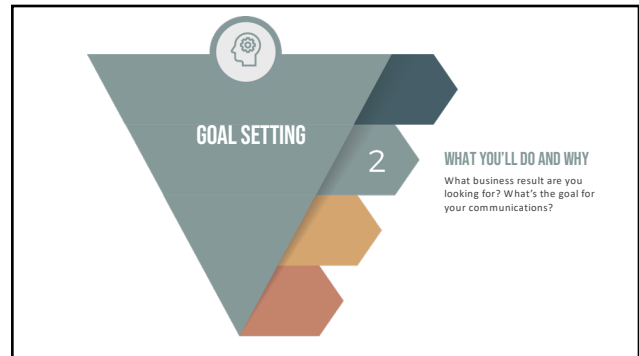 GOAL SETTING
2
WHAT YOU'LL DO AND WHY
What business result are you
looking for? What's the goal for
your communications?